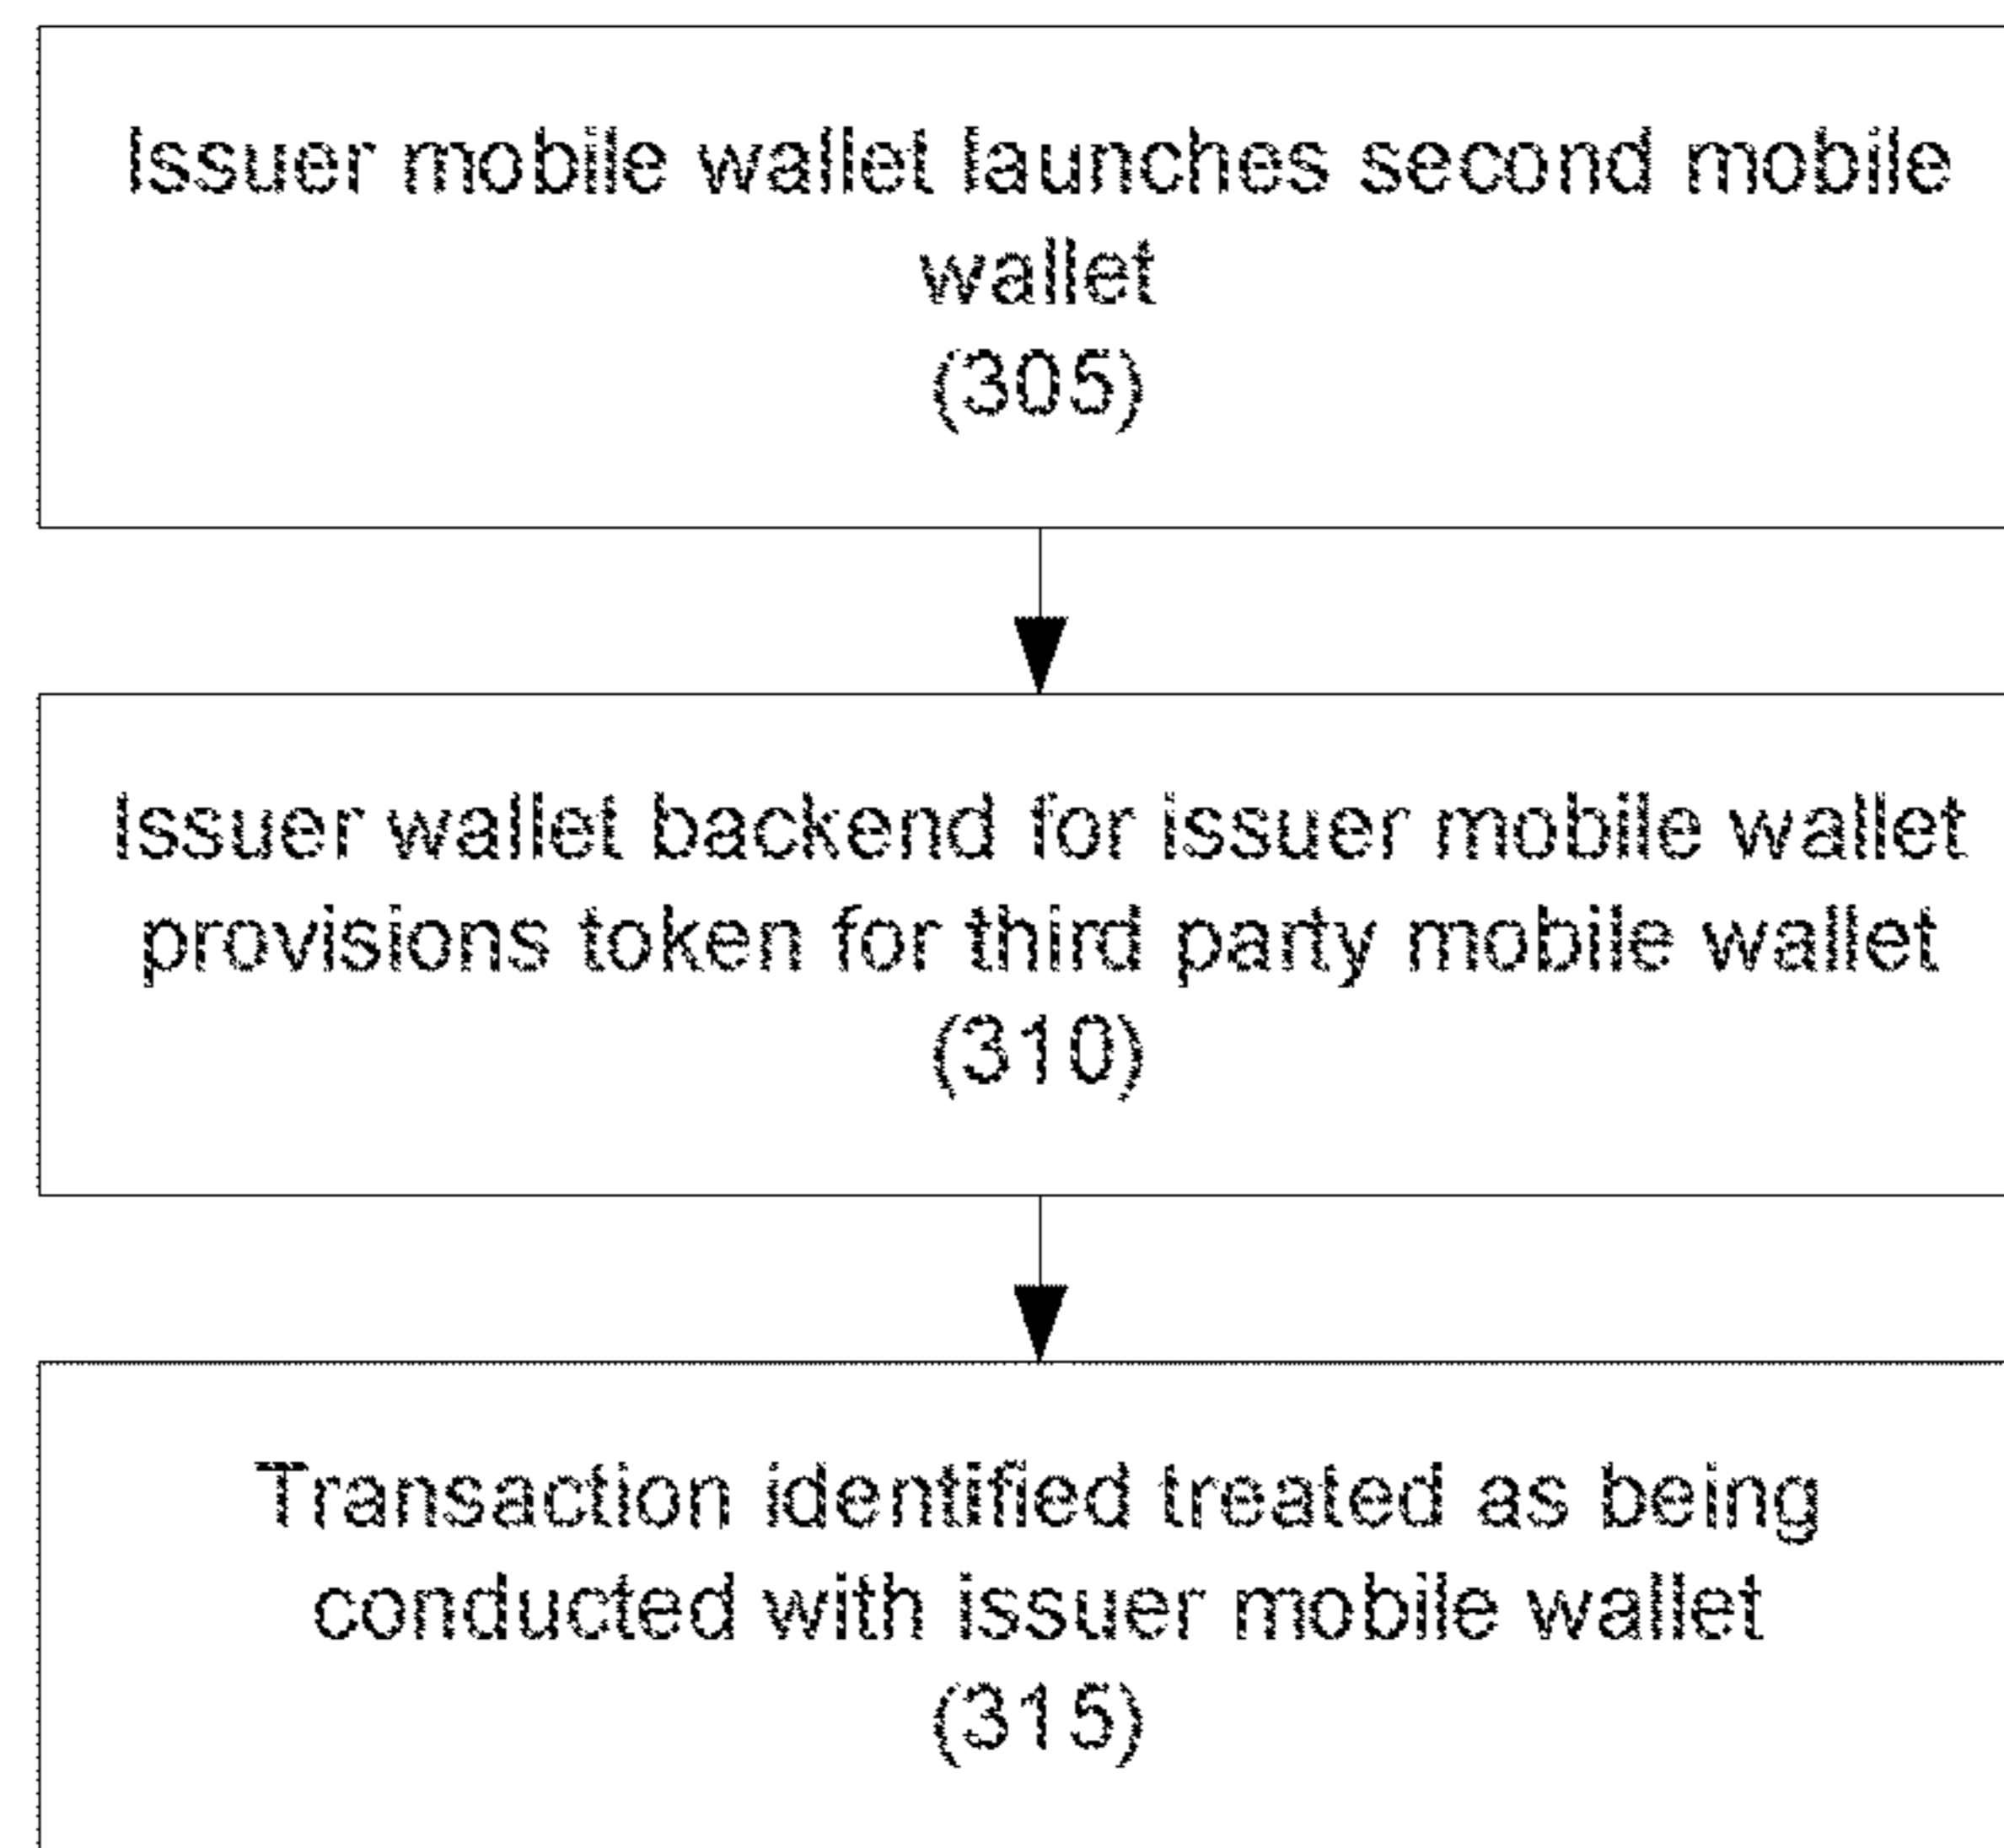 Issuer mobile wallet launches second mobile
wallet
(305)
Issuer wallet backend for issuer mobile wallet
provisions token for third party mobile wallet
(310)
Transaction identified treated as being
conducted with issuer mobile wallet
(315)